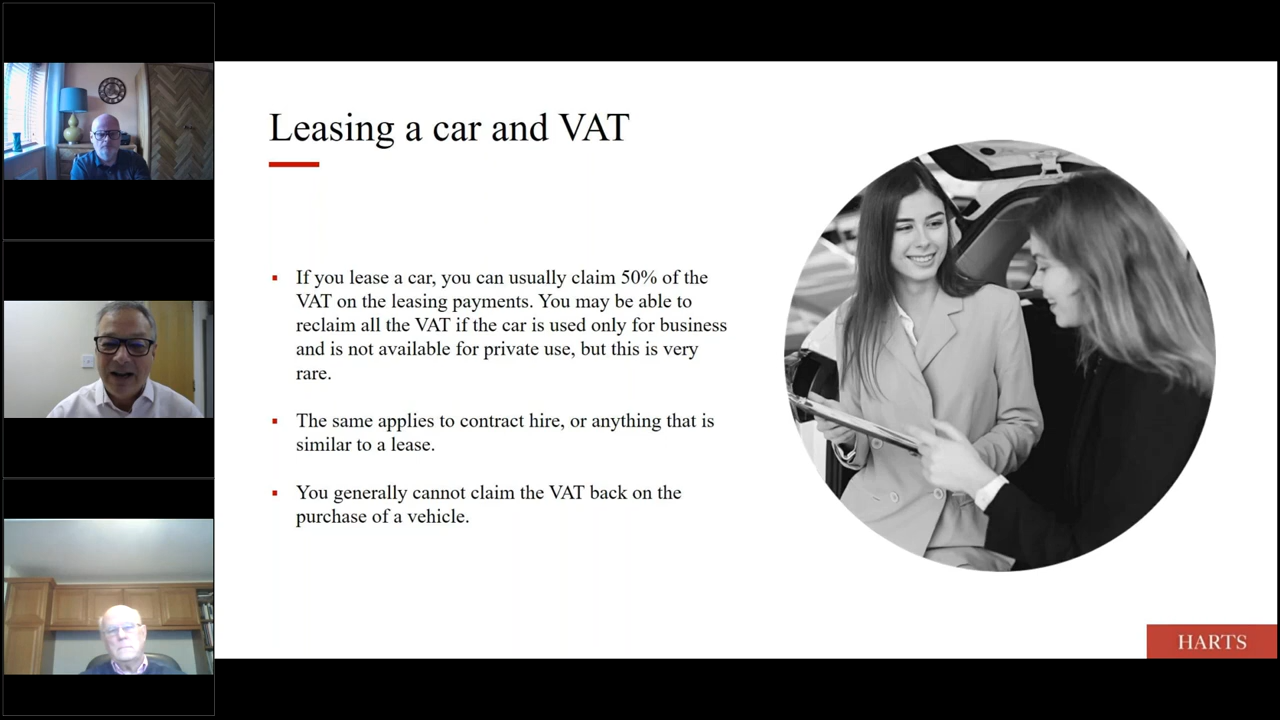 Leasing a car and VAT
If you lease a car, you can usually claim 50% of the
VAT on the leasing payments. You may be able to
reclaim all the VAT if the car is used only for business
and is not available for private use, but this is very
rare.
The same applies to contract hire, or anything that is
similar to a lease.
You generally cannot claim the VAT back on the
purchase of a vehicle.
HARTS